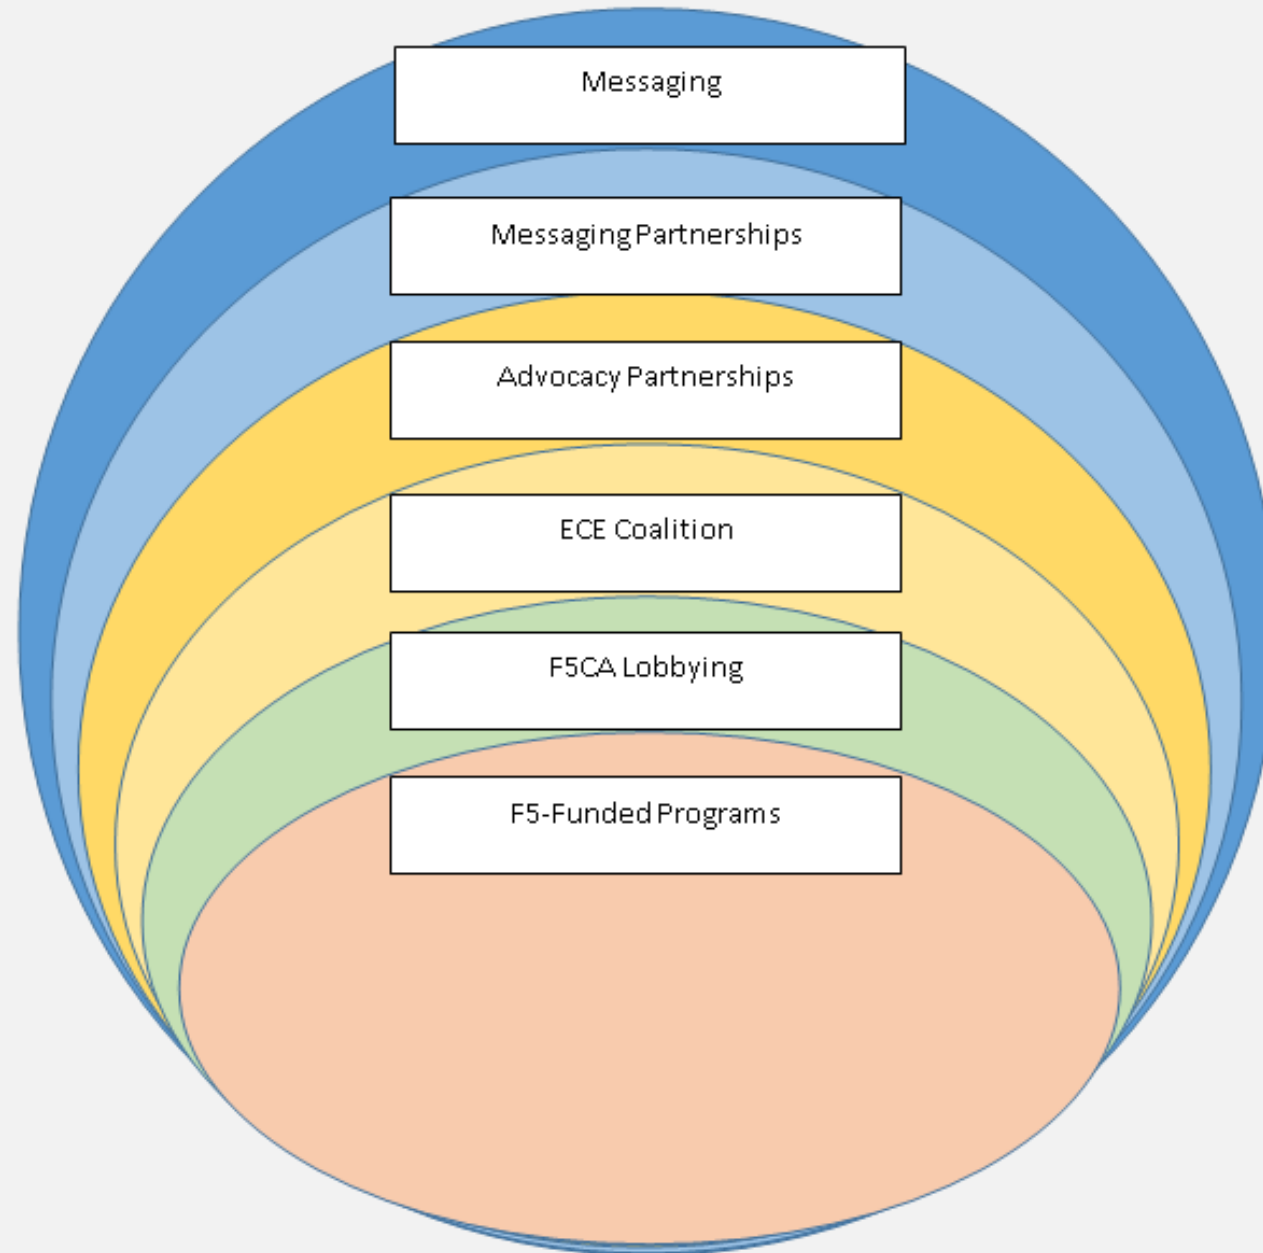 Messaging
Messaging Partnerships
Advocacy Partnerships
ECE Coalition
F5CA Lobbying
F5-Funded Programs